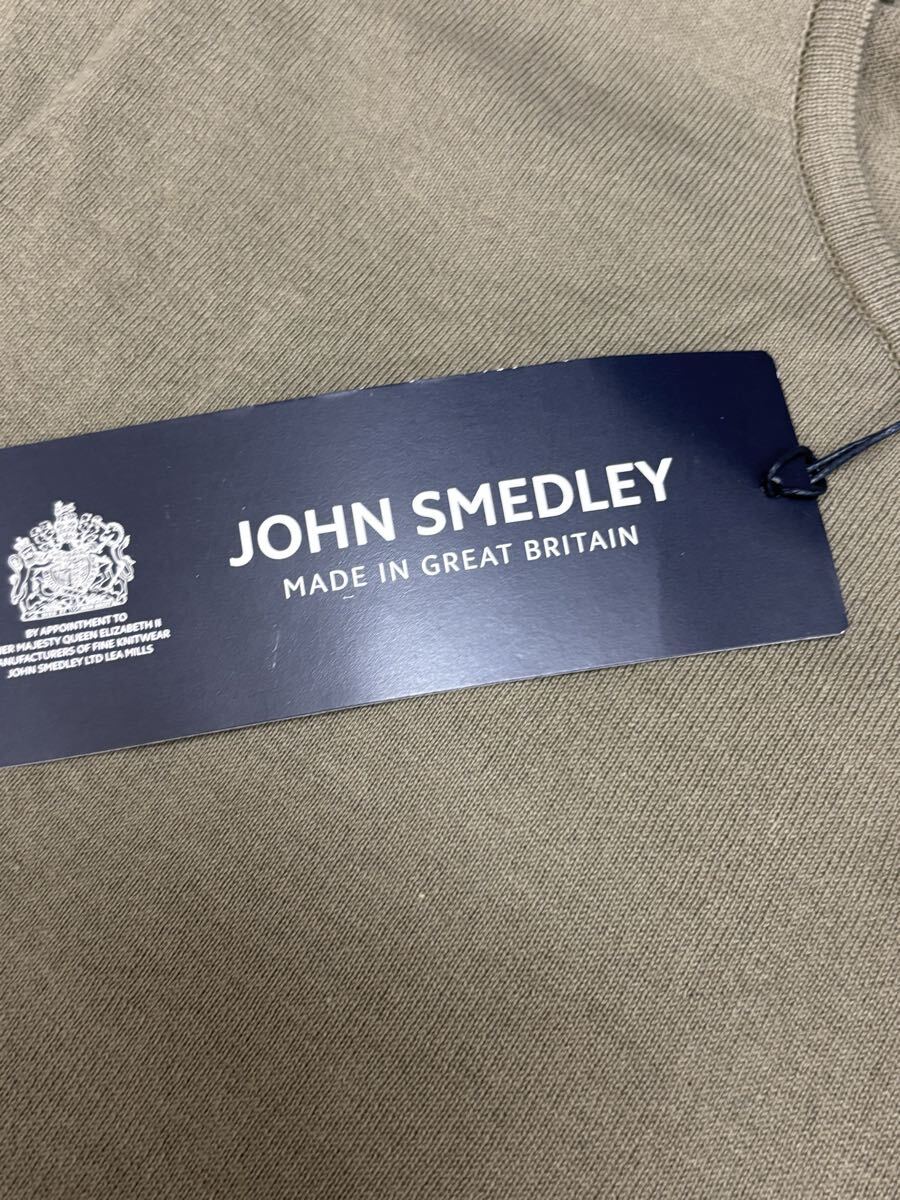 JOHN SMEDLEY
MADE IN GREAT BRITAIN
BY APPOINTMENT TO
HER MAJESTY QUEEN ELIZABETH II
MANUFACTURERS OF FINE KNITWEAR
JOHN SMEDLEY LTD LEA MILLS